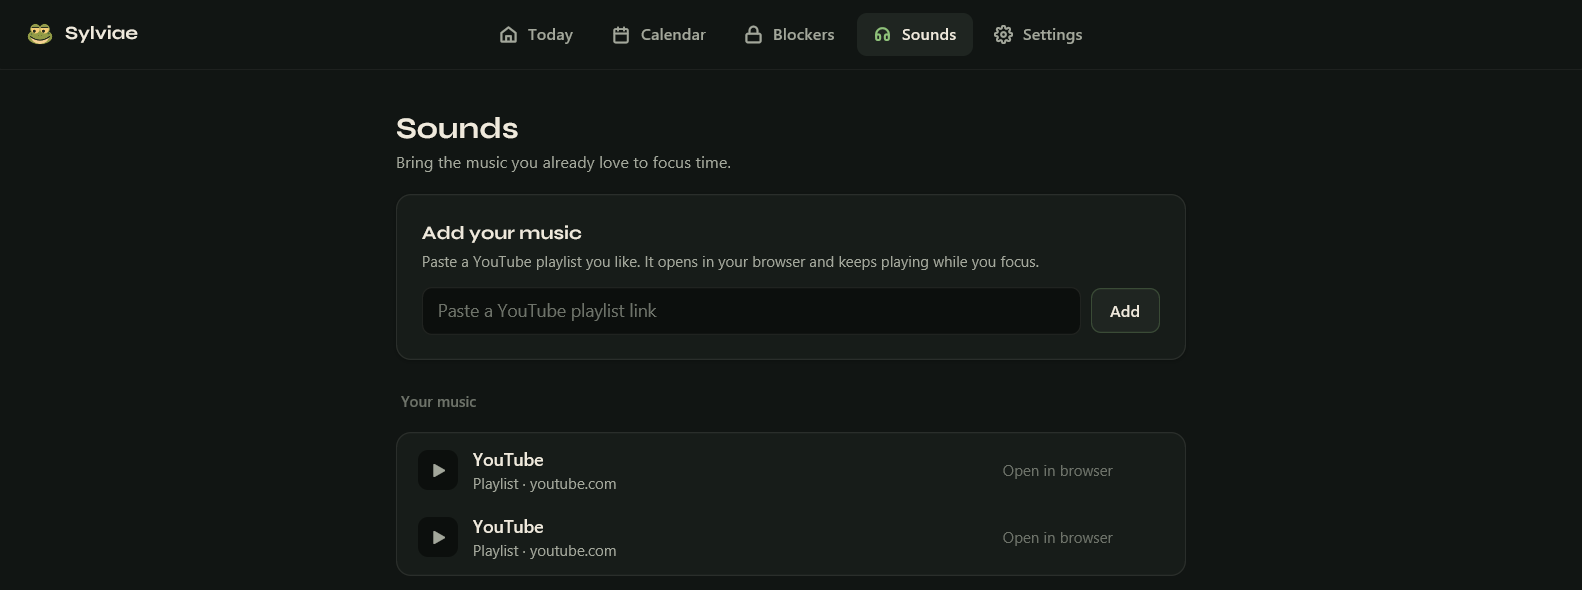 Sylviae
Today
Calendar
Blockers
Sounds
Settings
Sounds
Bring the music you already love to focus time.
Add your music
Paste a YouTube playlist you like. It opens in your browser and keeps playing while you focus.
Paste a YouTube playlist link
Add
Your music
YouTube
Playlist · youtube.com
Open in browser
YouTube
Playlist · youtube.com
Open in browser